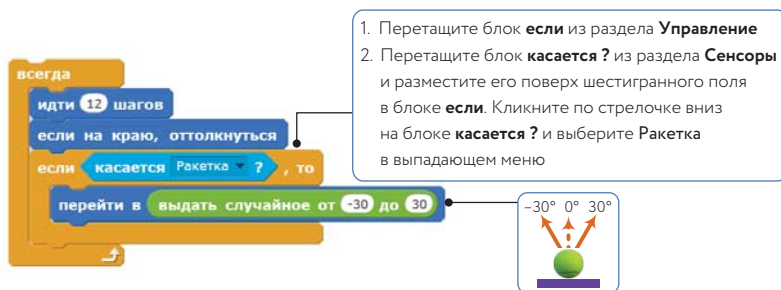 1. Перетащите блок если из раздела Управление
2. Перетащите блок касается ? из раздела Сенсоры
и разместите его поверх шестигранного поля
в блоке если. Кликните по стрелочке вниз
на блоке касается ? и выберите Ракетка
в выпадающем меню
всегда
идти 12 шагов
если на краю, оттолкнуться
если касается Ракетка ? , то
перейти в выдать случайное от -30 до 30
−30° 0° 30°